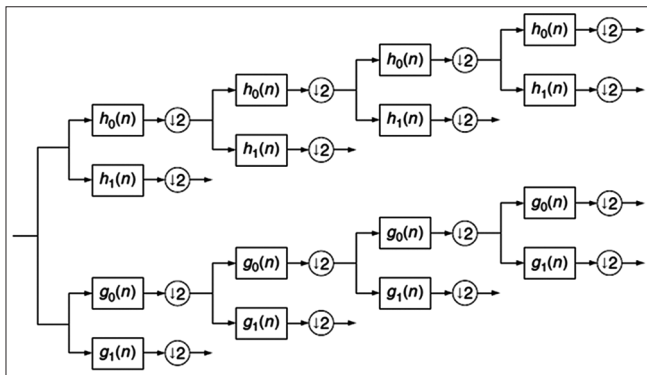 h₀(n) ↓2
h₀(n) ↓2 h₁(n) ↓2
h₀(n) ↓2 h₁(n) ↓2
h₀(n) ↓2 h₁(n) ↓2
h₁(n) ↓2
g₀(n) ↓2
g₀(n) ↓2 g₁(n) ↓2
g₀(n) ↓2 g₁(n) ↓2
g₀(n) ↓2 g₁(n) ↓2
g₁(n) ↓2